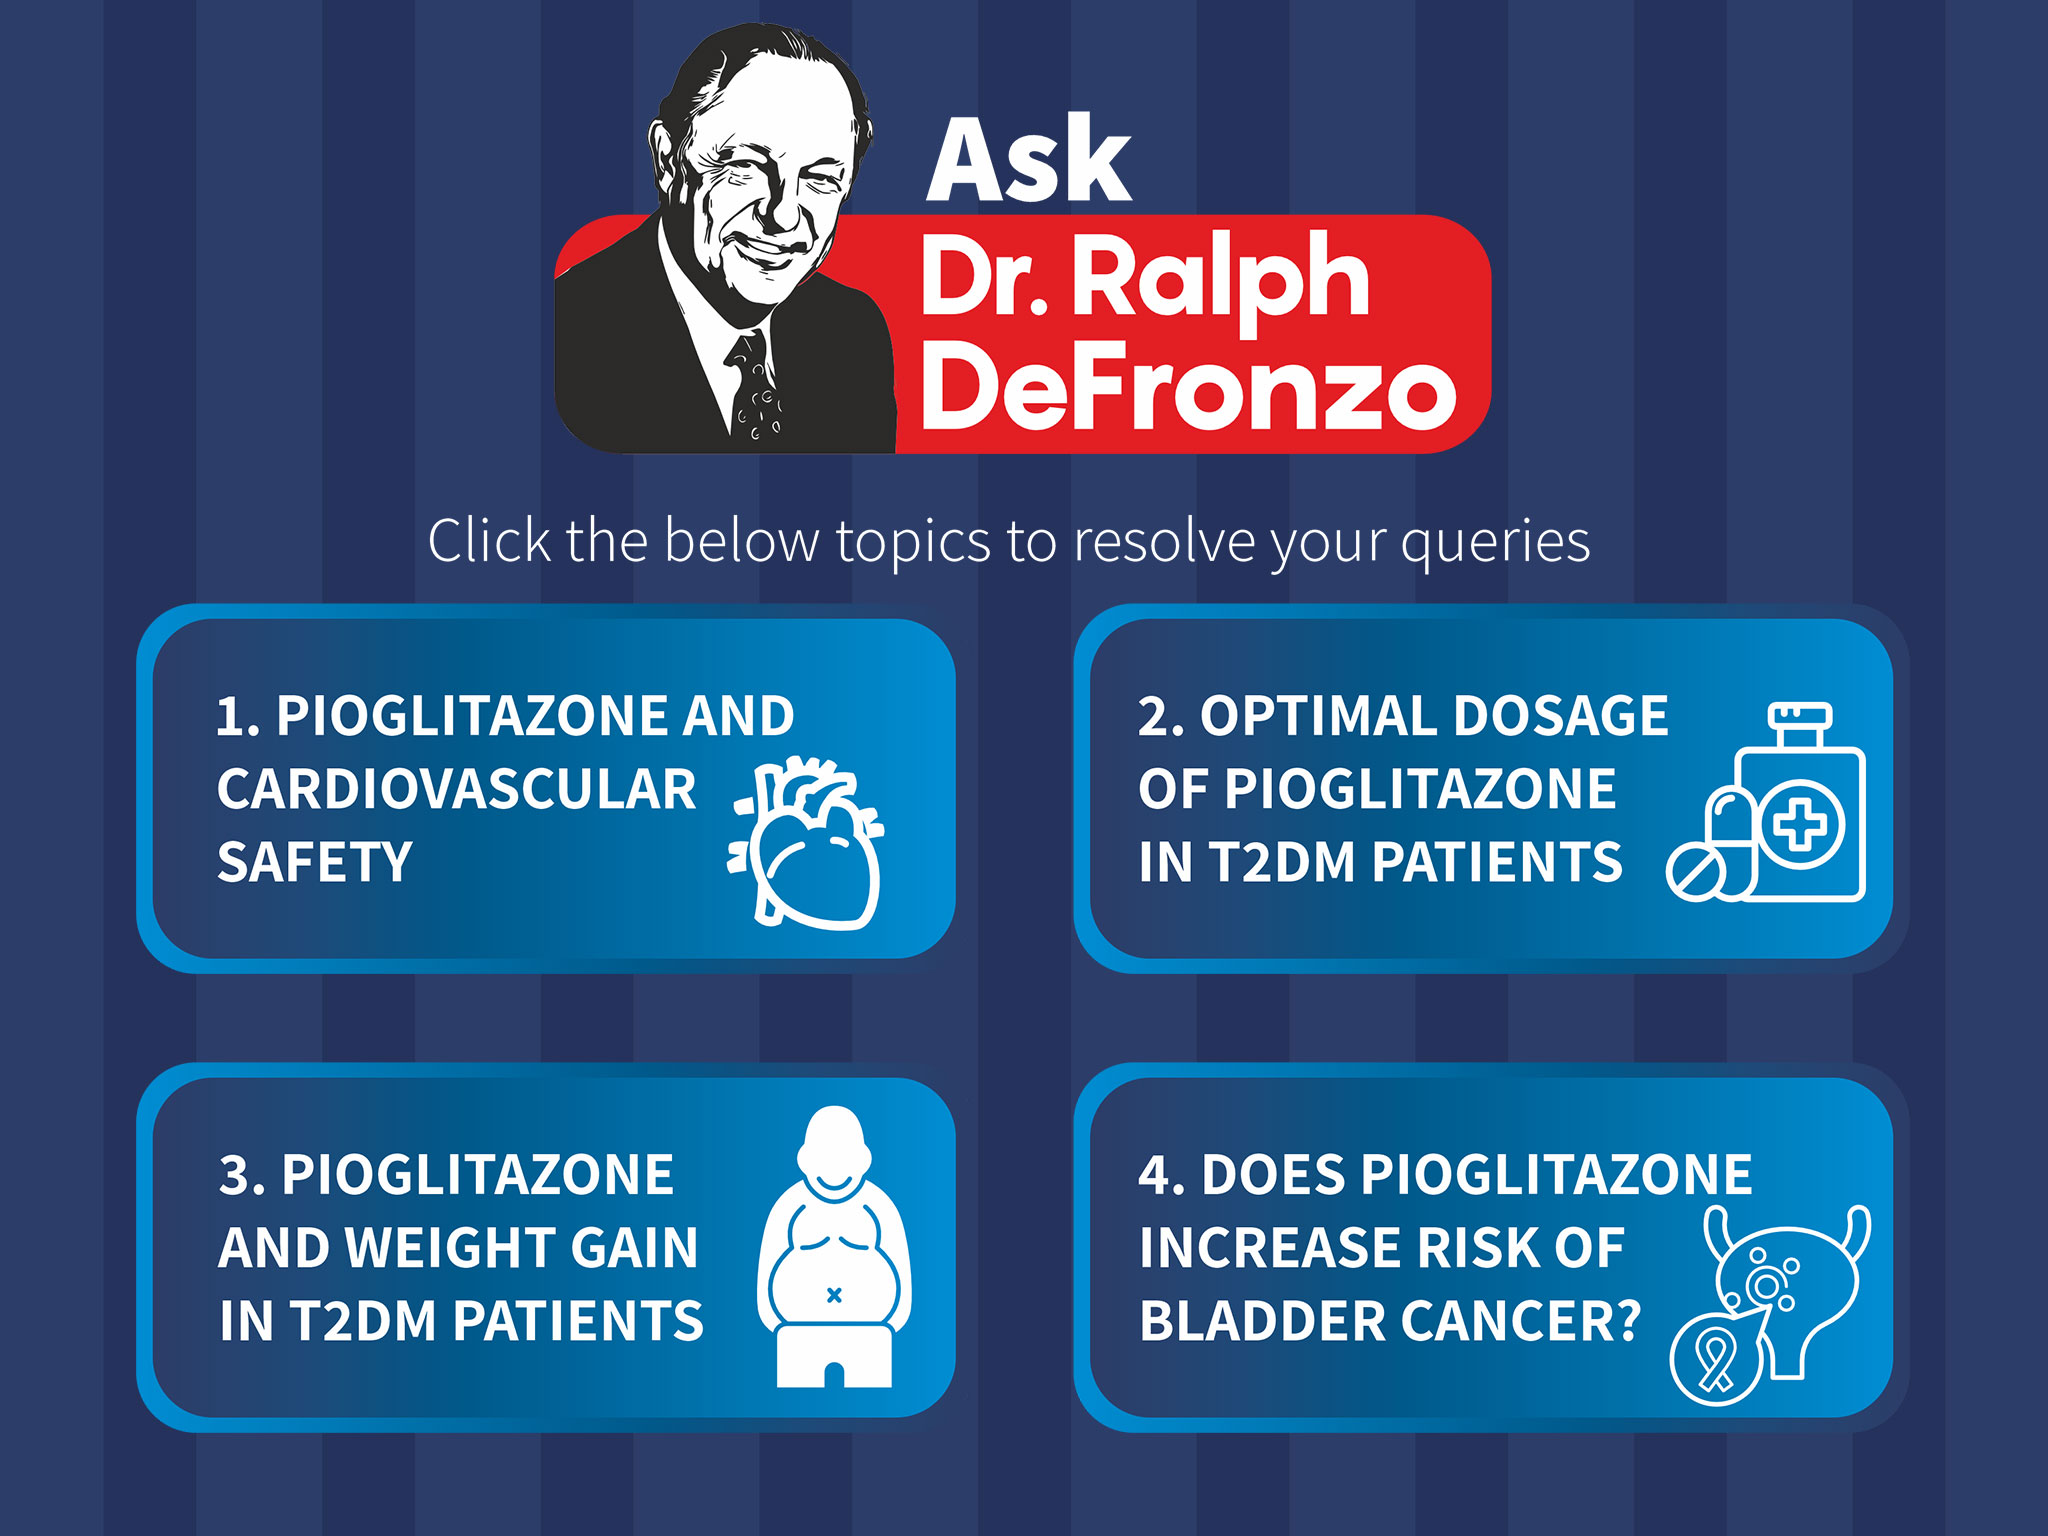 Ask
Dr. Ralph
DeFronzo
Click the below topics to resolve your queries
1. PIOGLITAZONE AND
CARDIOVASCULAR
SAFETY
2. OPTIMAL DOSAGE
OF PIOGLITAZONE
IN T2DM PATIENTS
3. PIOGLITAZONE
AND WEIGHT GAIN
IN T2DM PATIENTS
4. DOES PIOGLITAZONE
INCREASE RISK OF
BLADDER CANCER?